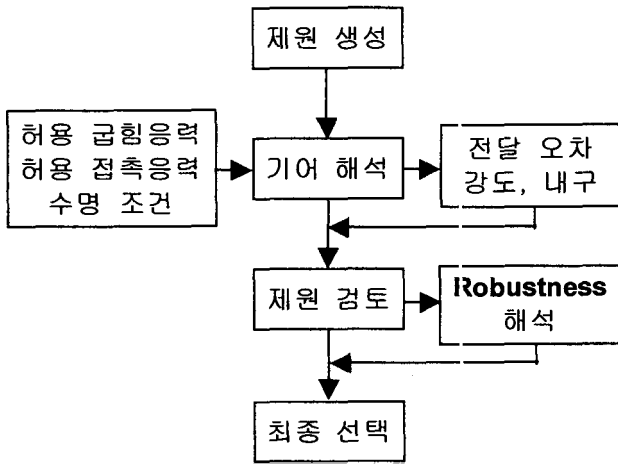 제원 생성
허용 굽힘응력
허용 접촉응력
수명 조건
기어 해석
전달 오차
강도, 내구
제원 검토
Robustness
해석
최종 선택